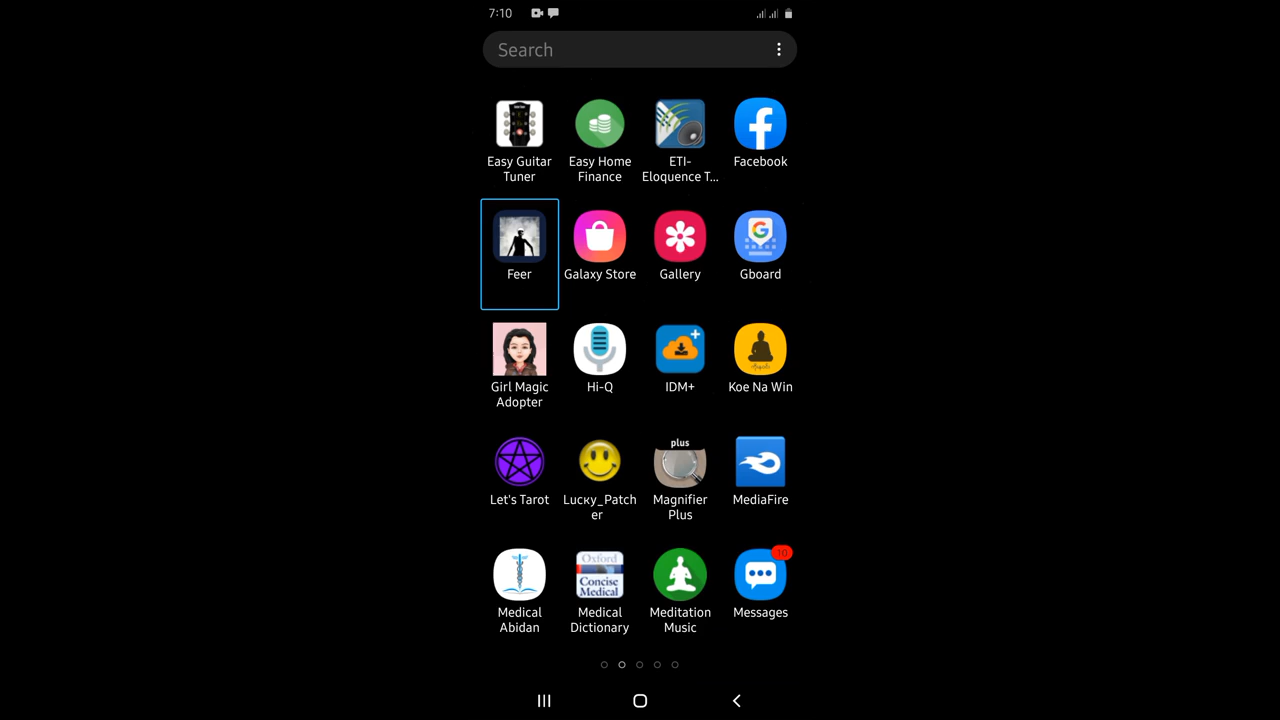 7:10
Search
Easy Guitar
Tuner
Easy Home
Finance
ETI-
Eloquence T...
Facebook
Feer
Galaxy Store
Gallery
Gboard
Girl Magic
Adopter
Hi-Q
IDM+
Koe Na Win
Let's Tarot
Lucky_Patch
er
plus
Magnifier
Plus
MediaFire
Medical
Abidan
Oxford
Concise
Medical
Medical
Dictionary
Meditation
Music
10
Messages